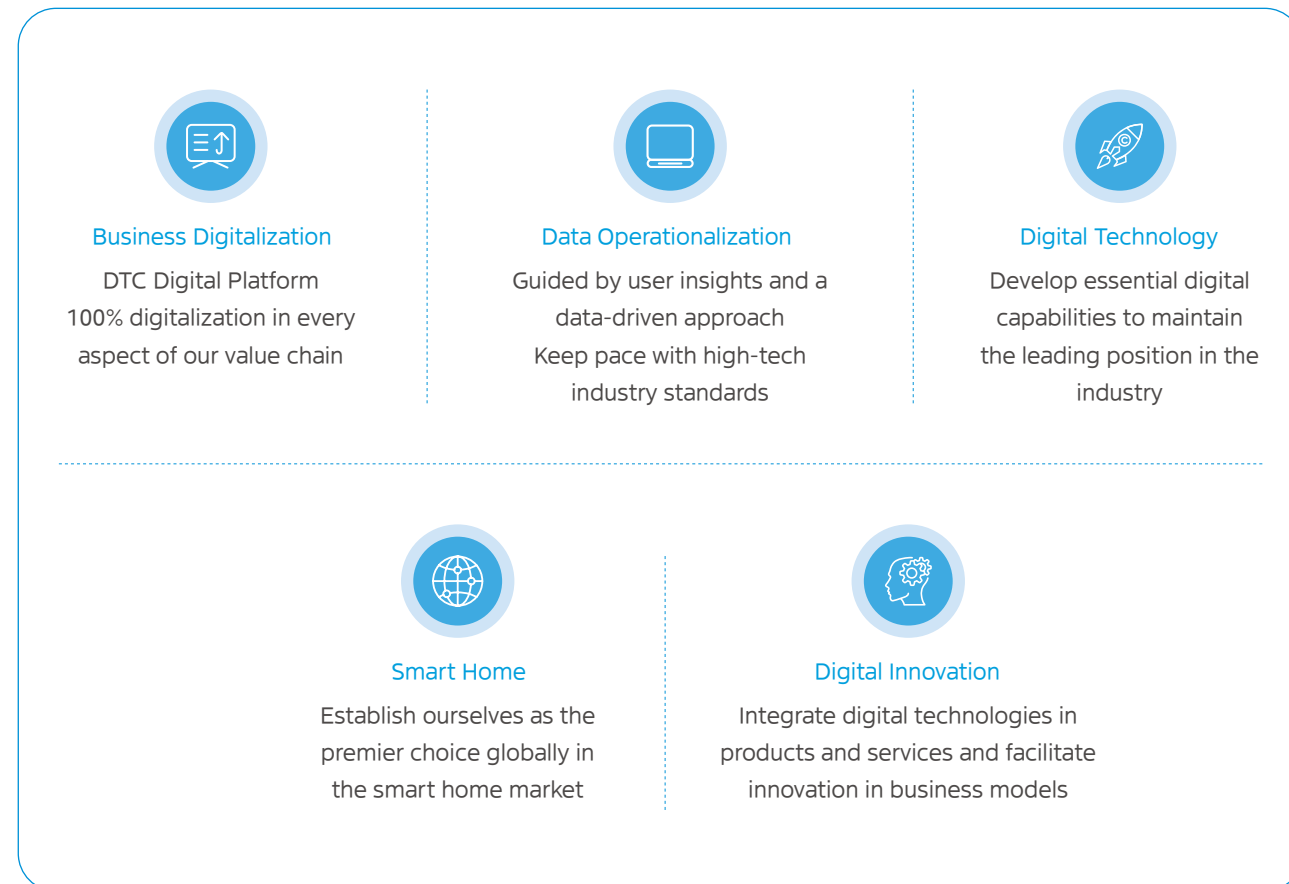 Business Digitalization
DTC Digital Platform
100% digitalization in every
aspect of our value chain
Data Operationalization
Guided by user insights and a
data-driven approach
Keep pace with high-tech
industry standards
Digital Technology
Develop essential digital
capabilities to maintain
the leading position in the
industry
Smart Home
Establish ourselves as the
premier choice globally in
the smart home market
Digital Innovation
Integrate digital technologies in
products and services and facilitate
innovation in business models